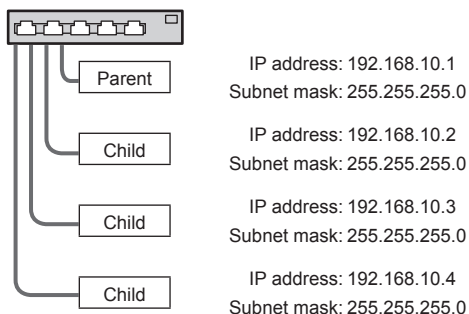 Parent
IP address: 192.168.10.1
Subnet mask: 255.255.255.0
Child
IP address: 192.168.10.2
Subnet mask: 255.255.255.0
Child
IP address: 192.168.10.3
Subnet mask: 255.255.255.0
Child
IP address: 192.168.10.4
Subnet mask: 255.255.255.0